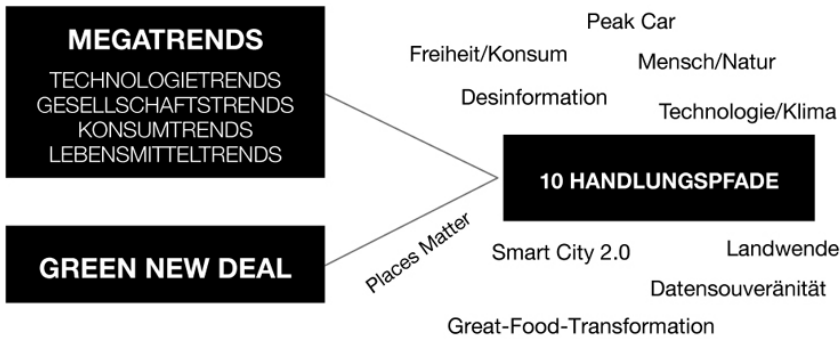 MEGATRENDS
TECHNOLOGIETRENDS
GESELLSCHAFTSTRENDS
KONSUMTRENDS
LEBENSMITTELTRENDS
GREEN NEW DEAL
Peak Car
Freiheit/Konsum
Mensch/Natur
Desinformation
Technologie/Klima
10 HANDLUNGSPFADE
Places Matter
Smart City 2.0
Landwende
Datensouveränität
Great-Food-Transformation